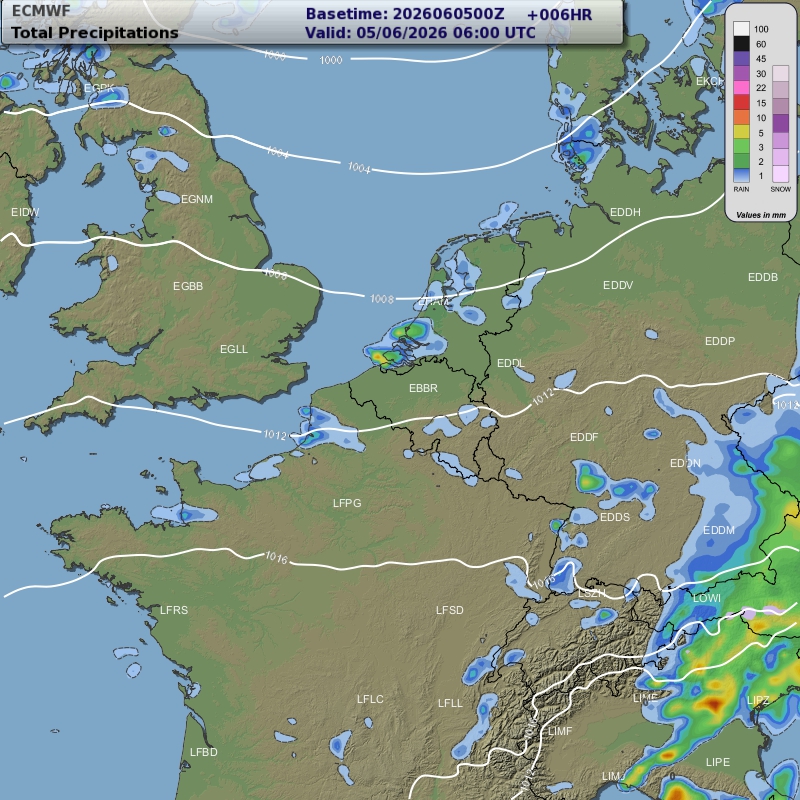 ECMWF
Total Precipitations
Basetime: 2026060500Z +006HR
Valid: 05/06/2026 06:00 UTC
100
60
45
30
22
15
10
5
3
2
1
RAIN
SNOW
Values in mm
1000
EGPK
EKCH
1004
1004
EGNM
EIDW
EDDH
1008
1008
EHAM
EGBB
EDDV
EDDB
EGLL
EDDP
EDDL
EBBR
1012
1012
1012
EDDF
EDDN
LFPG
EDDS
EDDM
1016
1016
LSZH
LOWI
LFRS
LFSD
LFLC
LFLL
LIPZ
LIMF
LFBD
LIPE
LIMJ